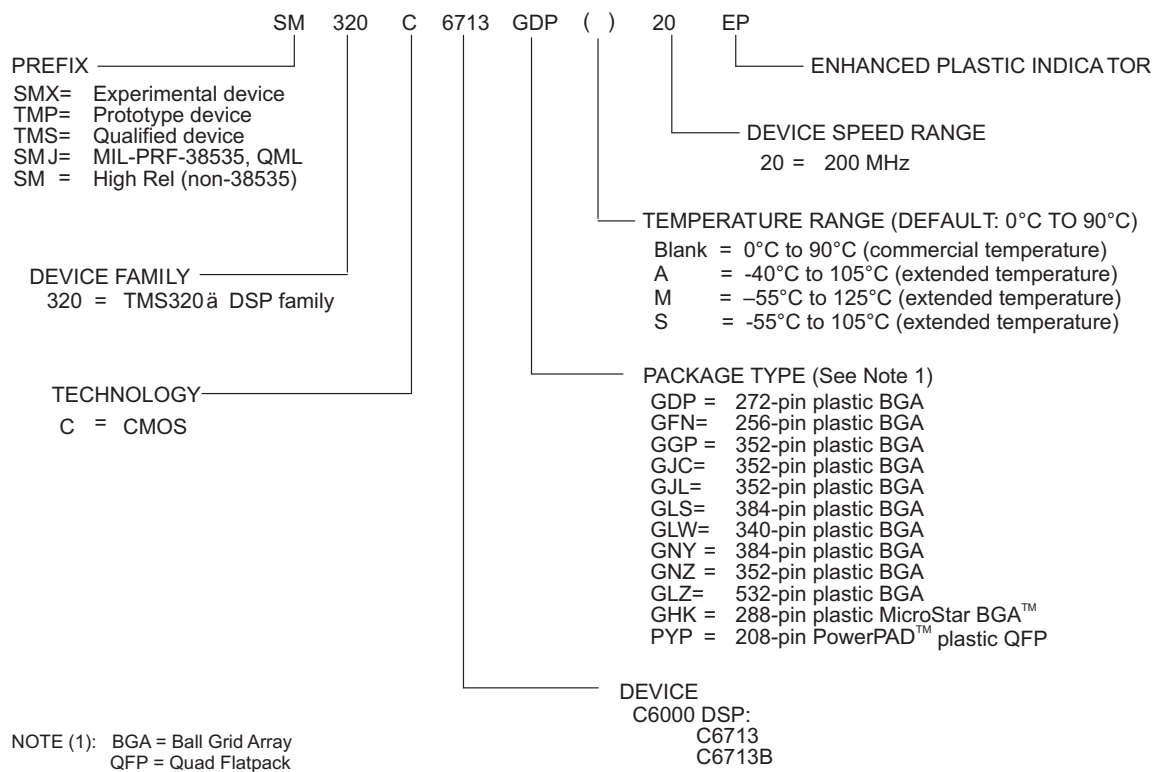 SM 320 C 6713 GDP ( ) 20 EP
PREFIX
SMX= Experimental device
TMP= Prototype device
TMS= Qualified device
SMJ= MIL-PRF-38535, QML
SM = High Rel (non-38535)
ENHANCED PLASTIC INDICA TOR
DEVICE SPEED RANGE
20 = 200 MHz
TEMPERATURE RANGE (DEFAULT: 0°C TO 90°C)
Blank = 0°C to 90°C (commercial temperature)
A = -40°C to 105°C (extended temperature)
M = –55°C to 125°C (extended temperature)
S = -55°C to 105°C (extended temperature)
DEVICE FAMILY
320 = TMS320ä DSP family
TECHNOLOGY
C = CMOS
PACKAGE TYPE (See Note 1)
GDP = 272-pin plastic BGA
GFN= 256-pin plastic BGA
GGP = 352-pin plastic BGA
GJC= 352-pin plastic BGA
GJL= 352-pin plastic BGA
GLS= 384-pin plastic BGA
GLW= 340-pin plastic BGA
GNY = 384-pin plastic BGA
GNZ = 352-pin plastic BGA
GLZ= 532-pin plastic BGA
GHK = 288-pin plastic MicroStar BGA™
PYP = 208-pin PowerPAD™ plastic QFP
DEVICE
C6000 DSP:
C6713
C6713B
NOTE (1): BGA = Ball Grid Array
QFP = Quad Flatpack